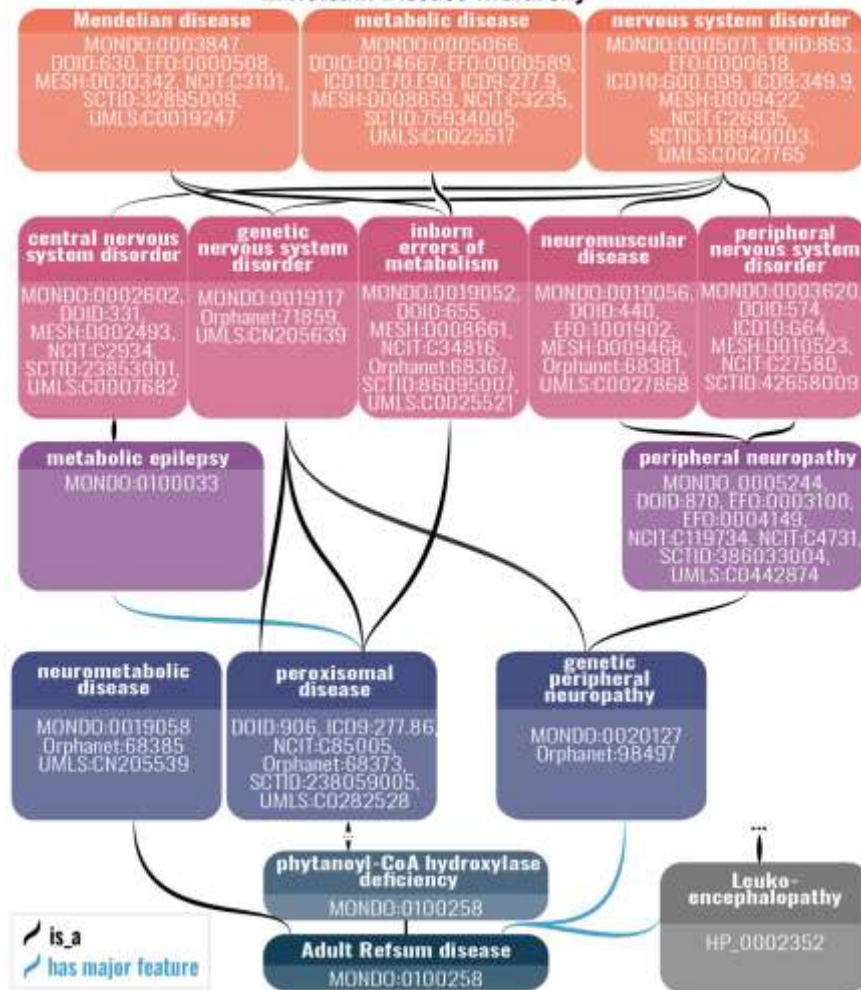 Mendelian disease
MONDO:0003847
DOID:630, EFO:0000508,
MESH:D030342, NCIT:C3101,
SCTID:32895009,
UMLS:C0019247
metabolic disease
MONDO:0005066,
DOID:0014667, EFO:0000589,
ICD10:E70.E90, ICD9:277.9,
MESH:D008659, NCIT:C3235,
SCTID:75934005,
UMLS:C0025517
nervous system disorder
MONDO:0005071, DOID:863,
EFO:0000618,
ICD10:G00.G99, ICD9:349.9,
MESH:D009422,
NCIT:C26835,
SCTID:118940003,
UMLS:C0027765
central nervous
system disorder
MONDO:0002602,
DOID:331,
MESH:D002493,
NCIT:C2934,
SCTID:23853001,
UMLS:C0007682
genetic
nervous system
disorder
MONDO:0019117
Orphanet:71859,
UMLS:CN205639
inborn
errors of
metabolism
MONDO:0019052,
DOID:655,
MESH:D008661,
NCIT:C34816,
Orphanet:68367,
SCTID:86095007,
UMLS:C0025521
neuromuscular
disease
MONDO:0019056,
DOID:440,
EFO:1001902,
MESH:D009468,
Orphanet:68381,
UMLS:C0027868
peripheral
nervous system
disorder
MONDO:0003620,
DOID:574,
ICD10:G64,
MESH:D010523,
NCIT:C27580,
SCTID:42658009
metabolic epilepsy
MONDO:0100033
peripheral neuropathy
MONDO_0005244,
DOID:870, EFO:0003100,
EFO:0004149,
NCIT:C119734, NCIT:C4731,
SCTID:386033004,
UMLS:C0442874
neurometabolic
disease
MONDO:0019058
Orphanet:68385
UMLS:CN205539
peroxisomal
disease
DOID:906, ICD9:277.86,
NCIT:C85005,
Orphanet:68373,
SCTID:238059005,
UMLS:C0282528
genetic
peripheral
neuropathy
MONDO:0020127
Orphanet:98497
...
...
phytanoyl-CoA hydroxylase
deficiency
MONDO:0100258
Leuko-
encephalopathy
HP_0002352
is_a
has major feature
Adult Refsum disease
MONDO:0100258